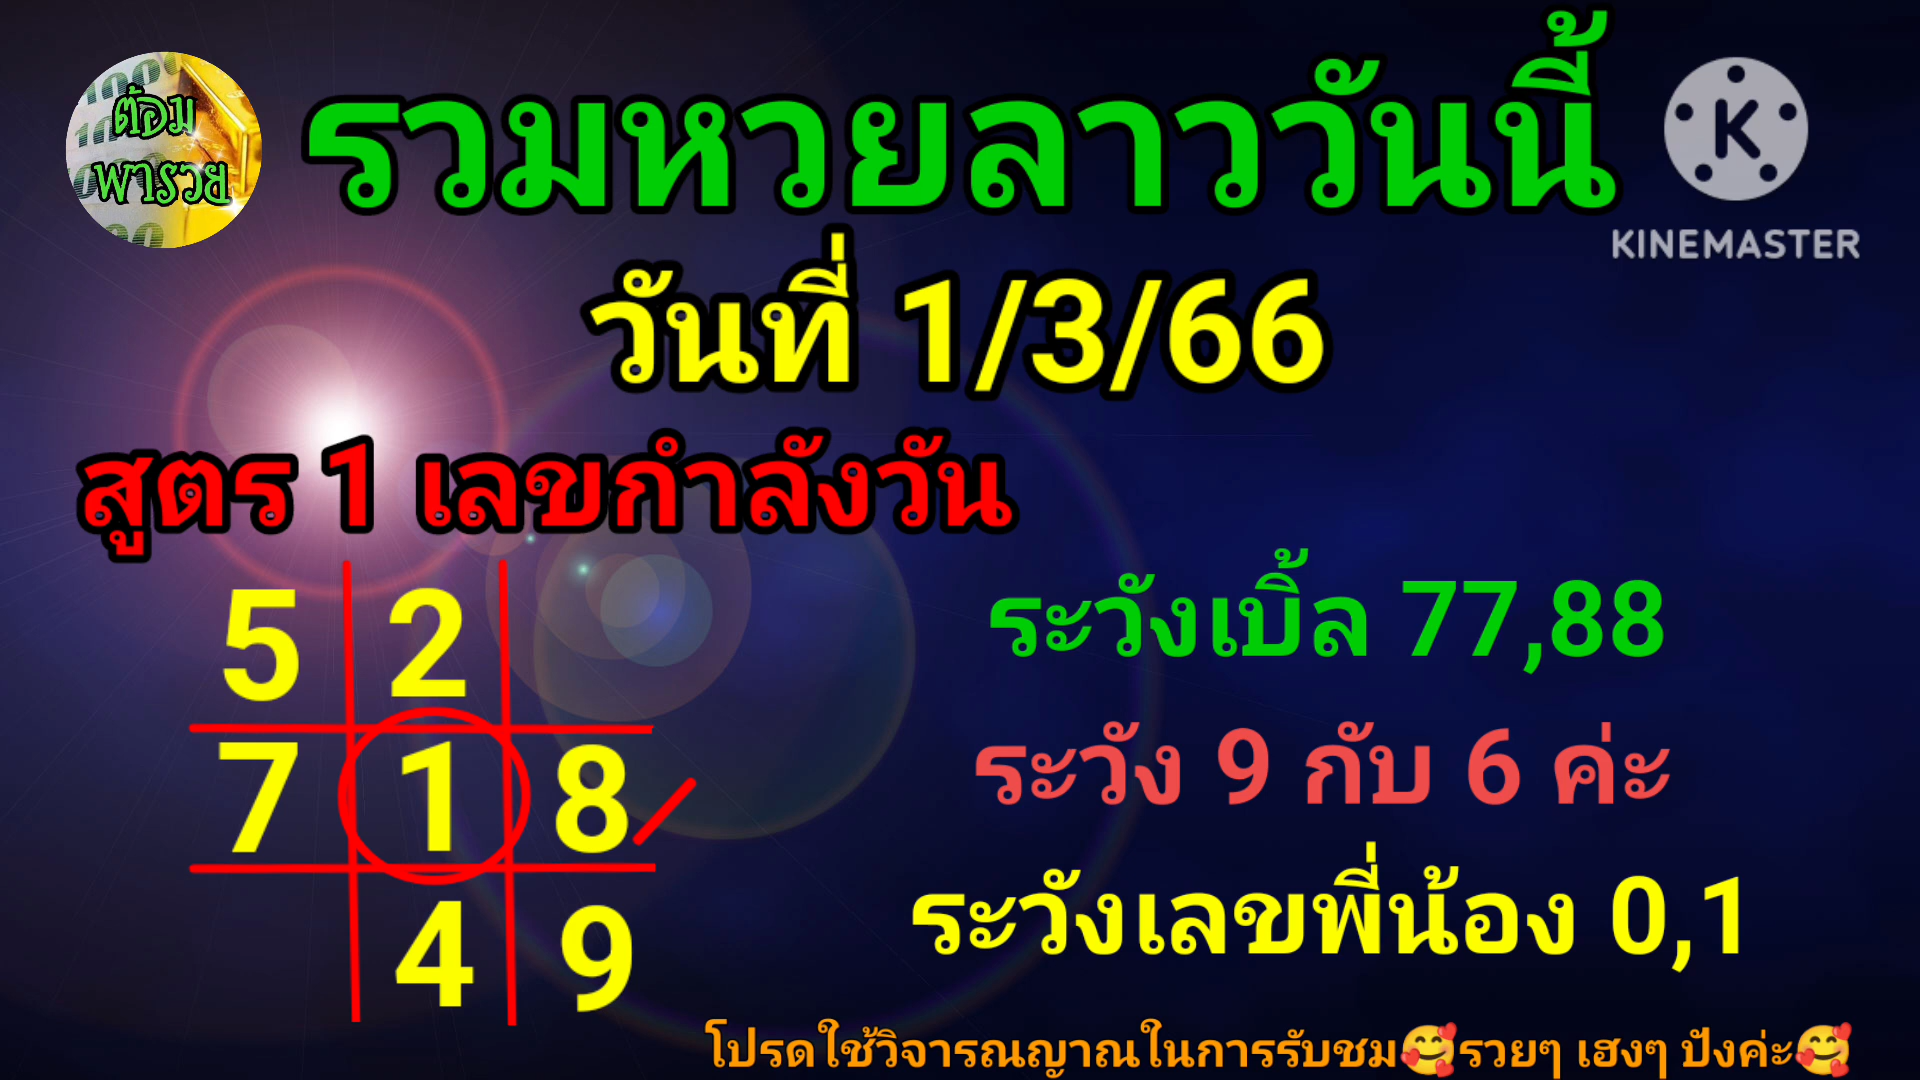 ต้อม
พารวย
รวมหวยลาววันนี้
K
KINEMASTER
วันที่ 1/3/66
สูตร 1 เลขกำลังวัน
5 2
7 1 8
4 9
ระวังเบิ้ล 77,88
ระวัง 9 กับ 6 ค่ะ
ระวังเลขพี่น้อง 0,1
โปรดใช้วิจารณญาณในการรับชม🥰รวยๆ เฮงๆ ปังค่ะ🥰